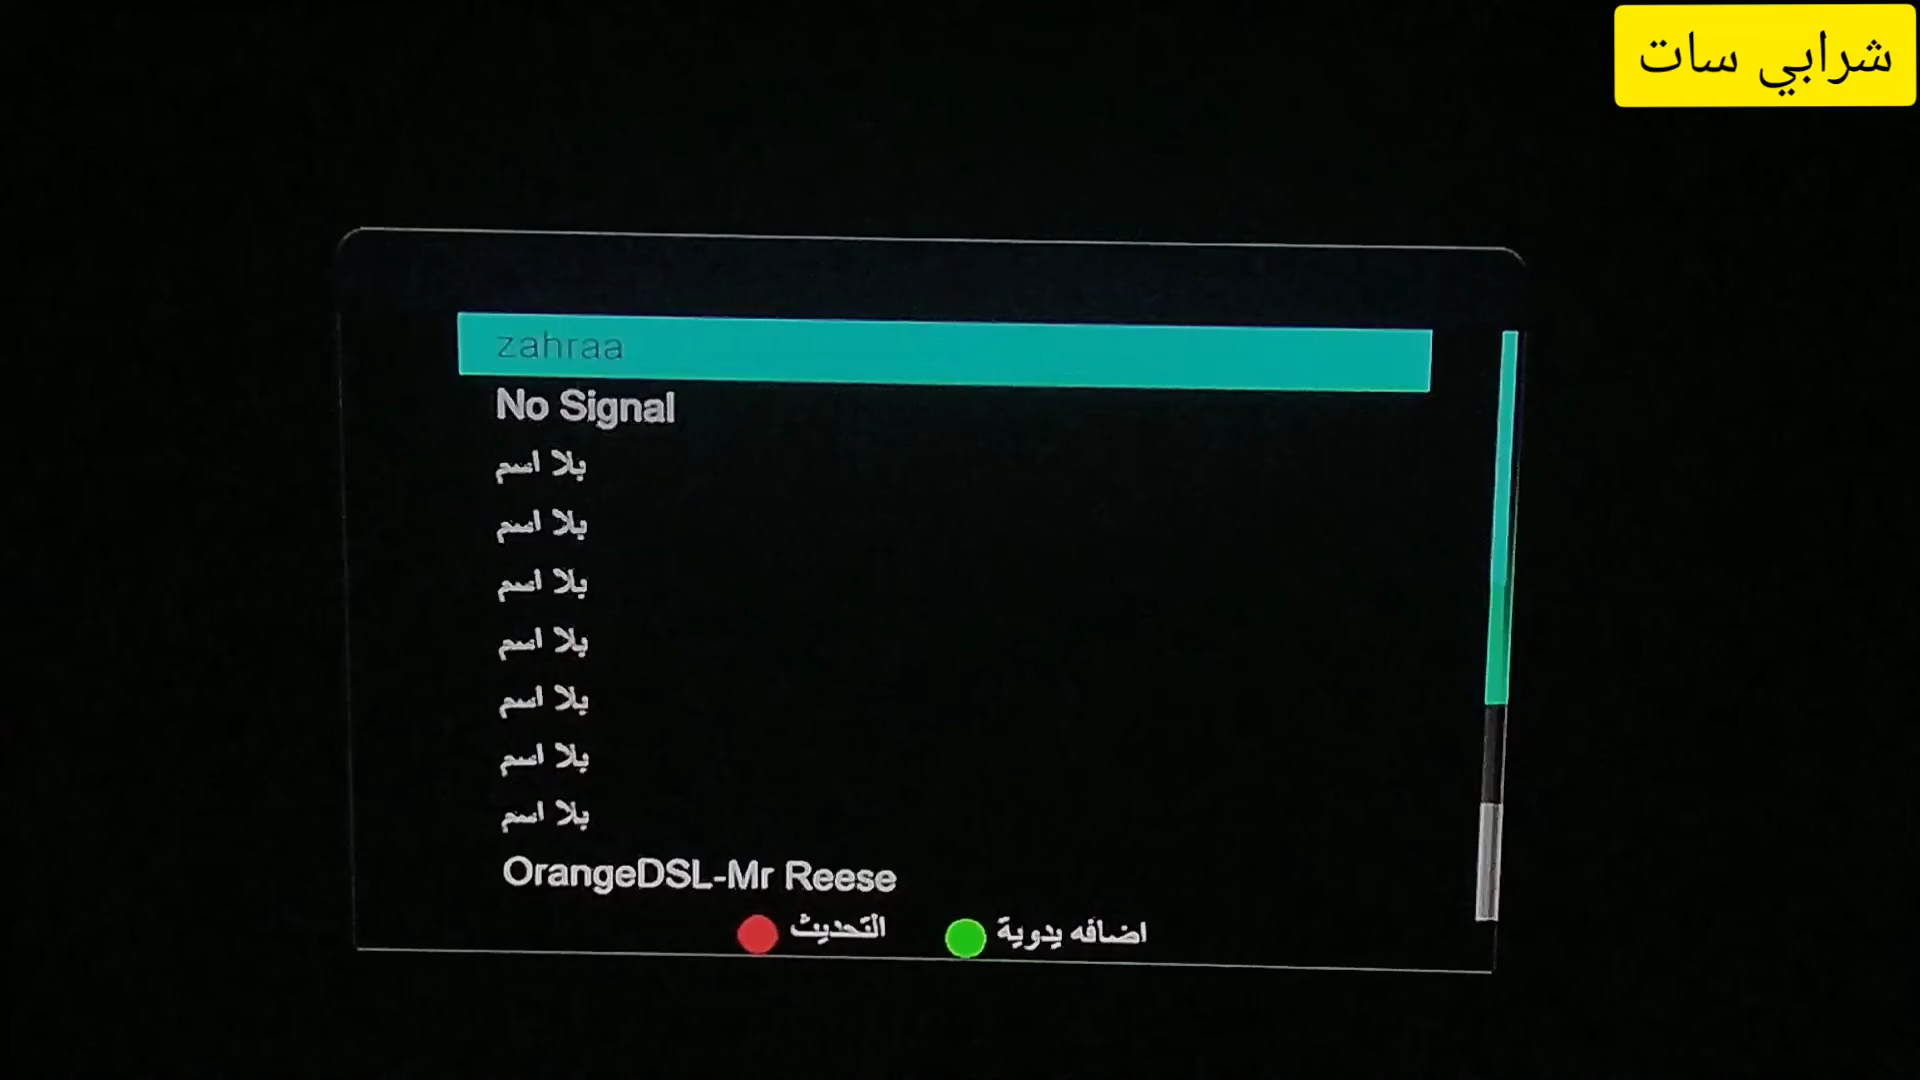 شرابي سات
zahraa
No Signal
بلا اسم
بلا اسم
بلا اسم
بلا اسم
بلا اسم
بلا اسم
بلا اسم
OrangeDSL-Mr Reese
التحديث اضافه يدوية